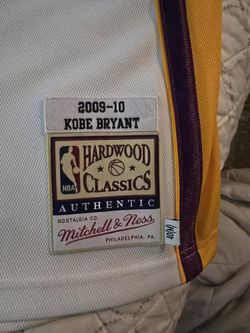 2009-10
KOBE BRYANT
HARDWOOD
CLASSICS
NBA
AUTHENTIC
NOSTALGIA CO.
Mitchell & Ness
PHILADELPHIA, PA.